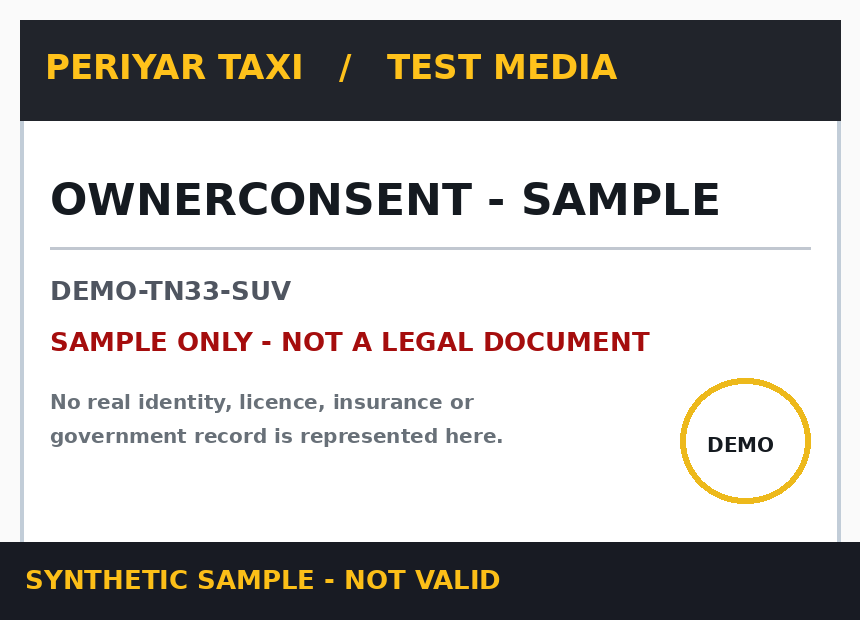 PERIYAR TAXI / TEST MEDIA
OWNERCONSENT - SAMPLE
DEMO-TN33-SUV
SAMPLE ONLY - NOT A LEGAL DOCUMENT
No real identity, licence, insurance or
government record is represented here.
DEMO
SYNTHETIC SAMPLE - NOT VALID